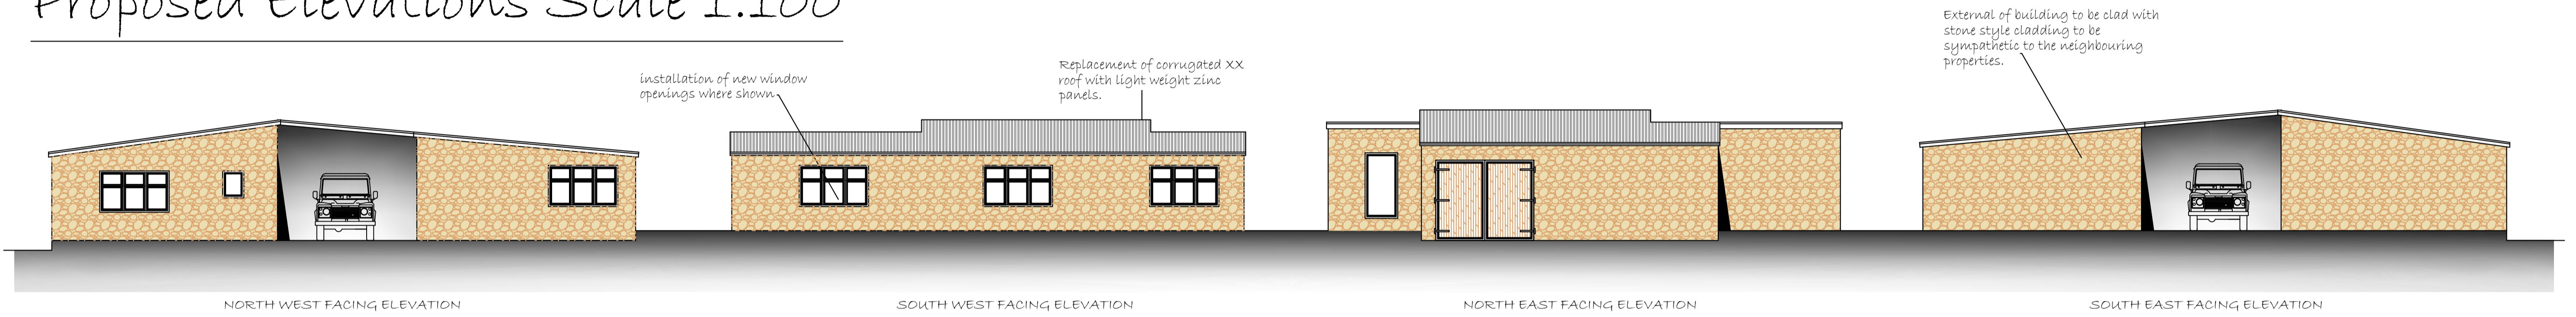 Proposed Elevations Scale 1:100
External of building to be clad with
stone style cladding to be
sympathetic to the neighbouring
properties.
installation of new window
openings where shown
Replacement of corrugated XX
roof with light weight zinc
panels.
NORTH WEST FACING ELEVATION
SOUTH WEST FACING ELEVATION
NORTH EAST FACING ELEVATION
SOUTH EAST FACING ELEVATION